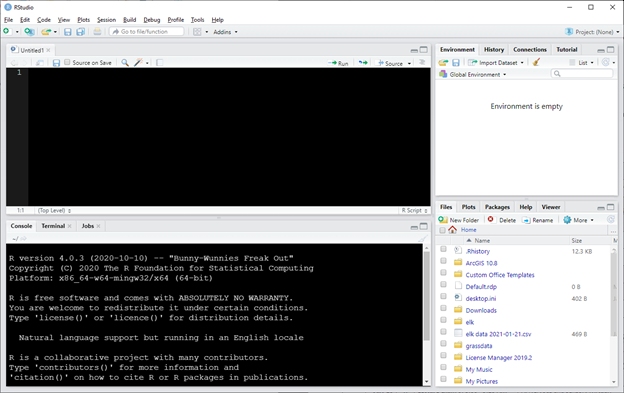 RStudio
File Edit Code View Plots Session Build Debug Profile Tools Help
Go to file/function Addins Project: (None)
Untitled1
Source on Save Run Source
1
1:1 (Top Level) R Script
Console Terminal Jobs
~/
R version 4.0.3 (2020-10-10) -- "Bunny-Wunnies Freak Out"
Copyright (C) 2020 The R Foundation for Statistical Computing
Platform: x86_64-w64-mingw32/x64 (64-bit)
R is free software and comes with ABSOLUTELY NO WARRANTY.
You are welcome to redistribute it under certain conditions.
Type 'license()' or 'licence()' for distribution details.
Natural language support but running in an English locale
R is a collaborative project with many contributors.
Type 'contributors()' for more information and
'citation()' on how to cite R or R packages in publications.
Environment History Connections Tutorial
Import Dataset List
Global Environment
Environment is empty
Files Plots Packages Help Viewer
New Folder Delete Rename More
Home ...
Name Size M
.Rhistory 12.3 KB
ArcGIS 10.8
Custom Office Templates
Default.rdp 0 B
desktop.ini 402 B
Downloads
elk
elk data 2021-01-21.csv 469 B
grassdata
License Manager 2019.2
My Music
My Pictures